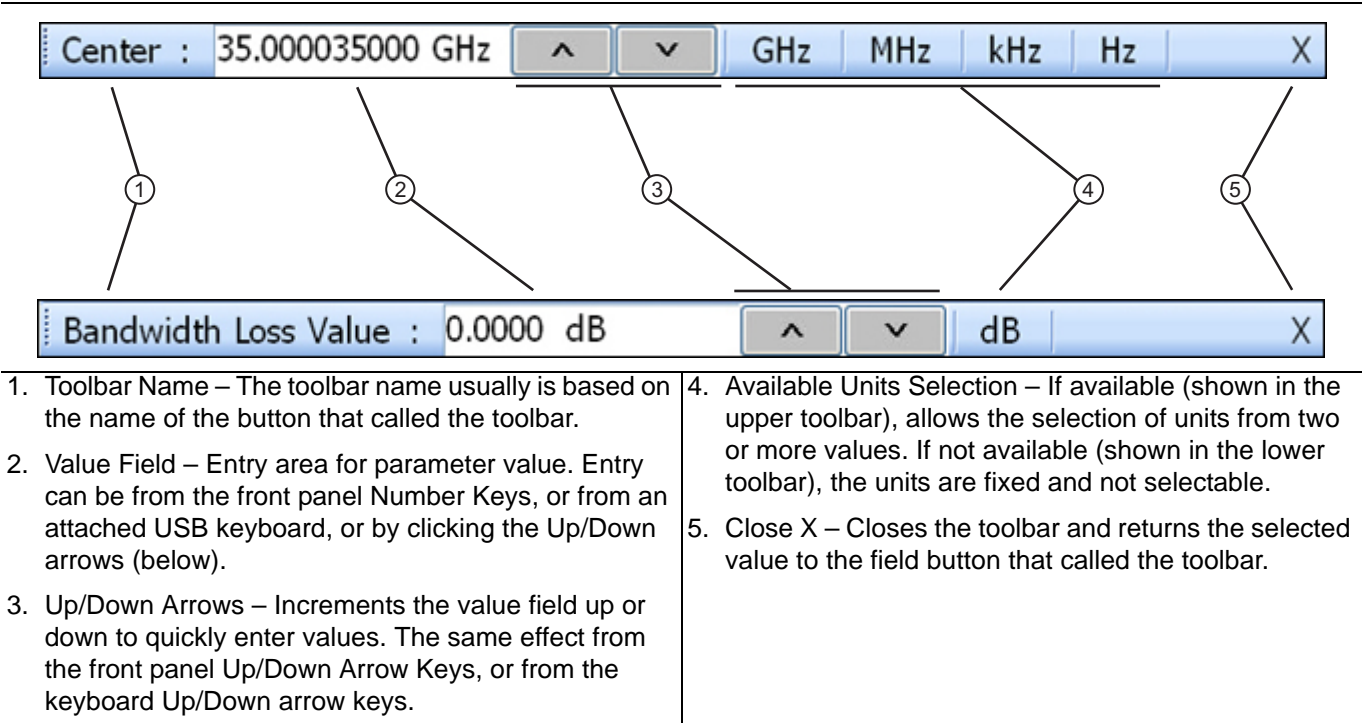 Center : 35.000035000 GHz ^ v GHz MHz kHz Hz X
1 2 3 4 5
Bandwidth Loss Value : 0.0000 dB ^ v dB X
1. Toolbar Name – The toolbar name usually is based on
the name of the button that called the toolbar.
2. Value Field – Entry area for parameter value. Entry
can be from the front panel Number Keys, or from an
attached USB keyboard, or by clicking the Up/Down
arrows (below).
3. Up/Down Arrows – Increments the value field up or
down to quickly enter values. The same effect from
the front panel Up/Down Arrow Keys, or from the
keyboard Up/Down arrow keys.
4. Available Units Selection – If available (shown in the
upper toolbar), allows the selection of units from two
or more values. If not available (shown in the lower
toolbar), the units are fixed and not selectable.
5. Close X – Closes the toolbar and returns the selected
value to the field button that called the toolbar.